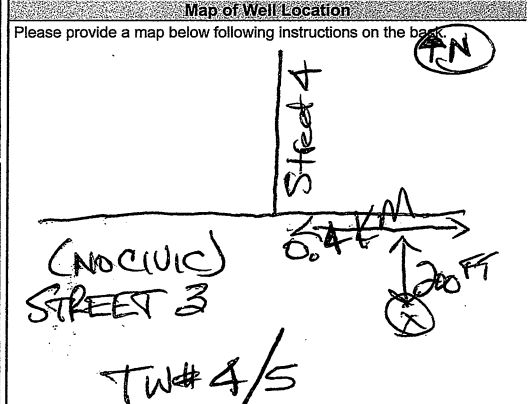 Map of Well Location
Please provide a map below following instructions on the back.
N
Street 4
0.4 KM
(NO CIVIC)
STREET 3
200 FT
X
TW# 4/5